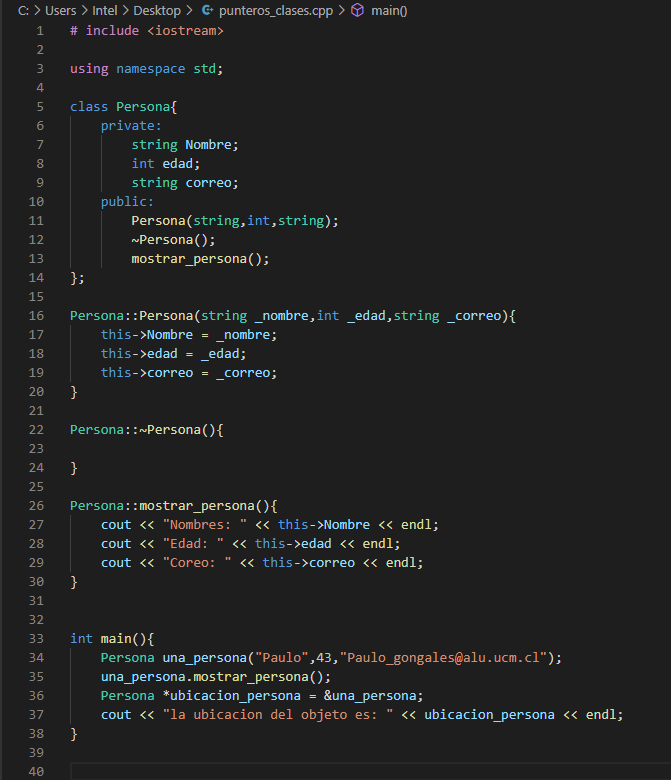 C: > Users > Intel > Desktop > punteros_clases.cpp > main()
1 # include <iostream>
2
3 using namespace std;
4
5 class Persona{
6 private:
7 string Nombre;
8 int edad;
9 string correo;
10 public:
11 Persona(string,int,string);
12 ~Persona();
13 mostrar_persona();
14 };
15
16 Persona::Persona(string _nombre,int _edad,string _correo){
17 this->Nombre = _nombre;
18 this->edad = _edad;
19 this->correo = _correo;
20 }
21
22 Persona::~Persona(){
23
24 }
25
26 Persona::mostrar_persona(){
27 cout << "Nombres: " << this->Nombre << endl;
28 cout << "Edad: " << this->edad << endl;
29 cout << "Coreo: " << this->correo << endl;
30 }
31
32
33 int main(){
34 Persona una_persona("Paulo",43,"Paulo_gongales@alu.ucm.cl");
35 una_persona.mostrar_persona();
36 Persona *ubicacion_persona = &una_persona;
37 cout << "la ubicacion del objeto es: " << ubicacion_persona << endl;
38 }
39
40